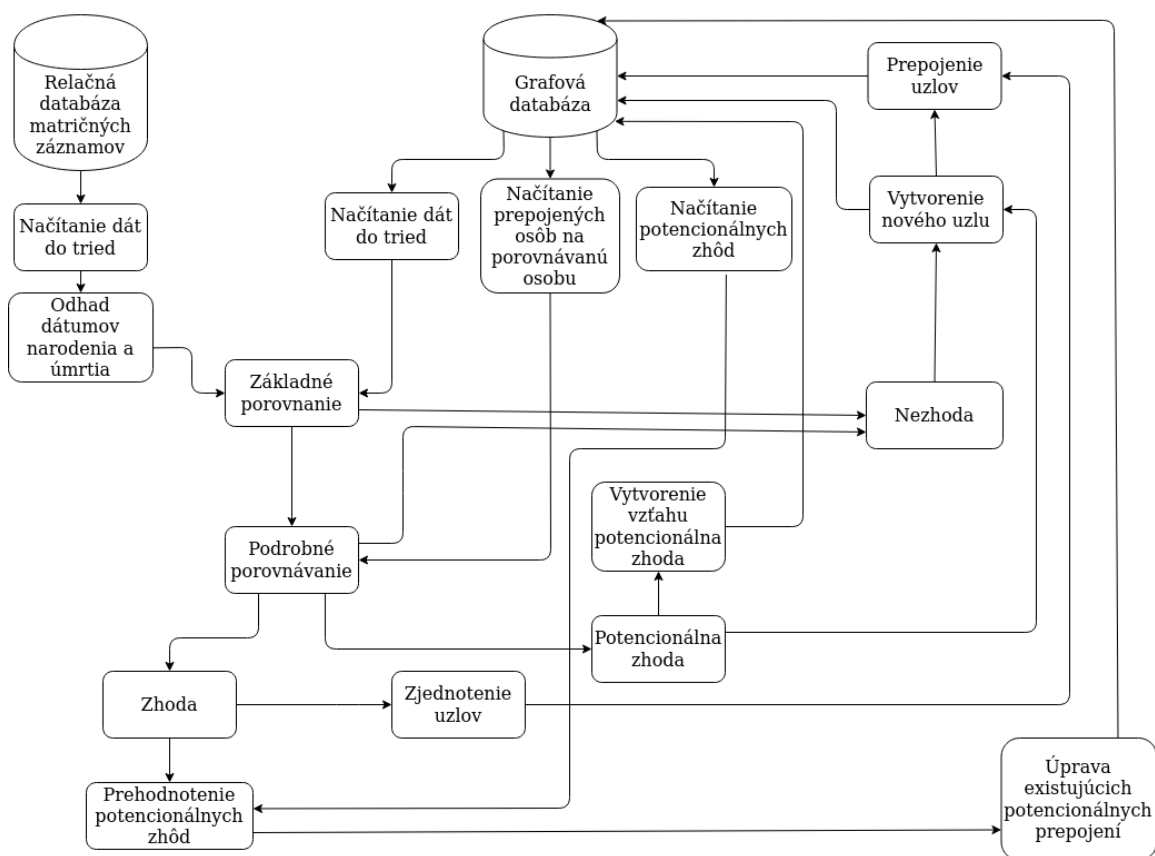 Relačná
databáza
matričných
záznamov
Grafová
databáza
Prepojenie
uzlov
Načítanie dát
do tried
Načítanie dát
do tried
Načítanie
prepojených
osôb na
porovnávanú
osobu
Načítanie
potencionálnych
zhôd
Vytvorenie
nového uzlu
Odhad
dátumov
narodenia a
úmrtia
Základné
porovnanie
Nezhoda
Podrobné
porovnávanie
Vytvorenie
vzťahu
potencionálna
zhoda
Potencionálna
zhoda
Zhoda
Zjednotenie
uzlov
Prehodnotenie
potencionálnych
zhôd
Úprava
existujúcich
potencionálnych
prepojení